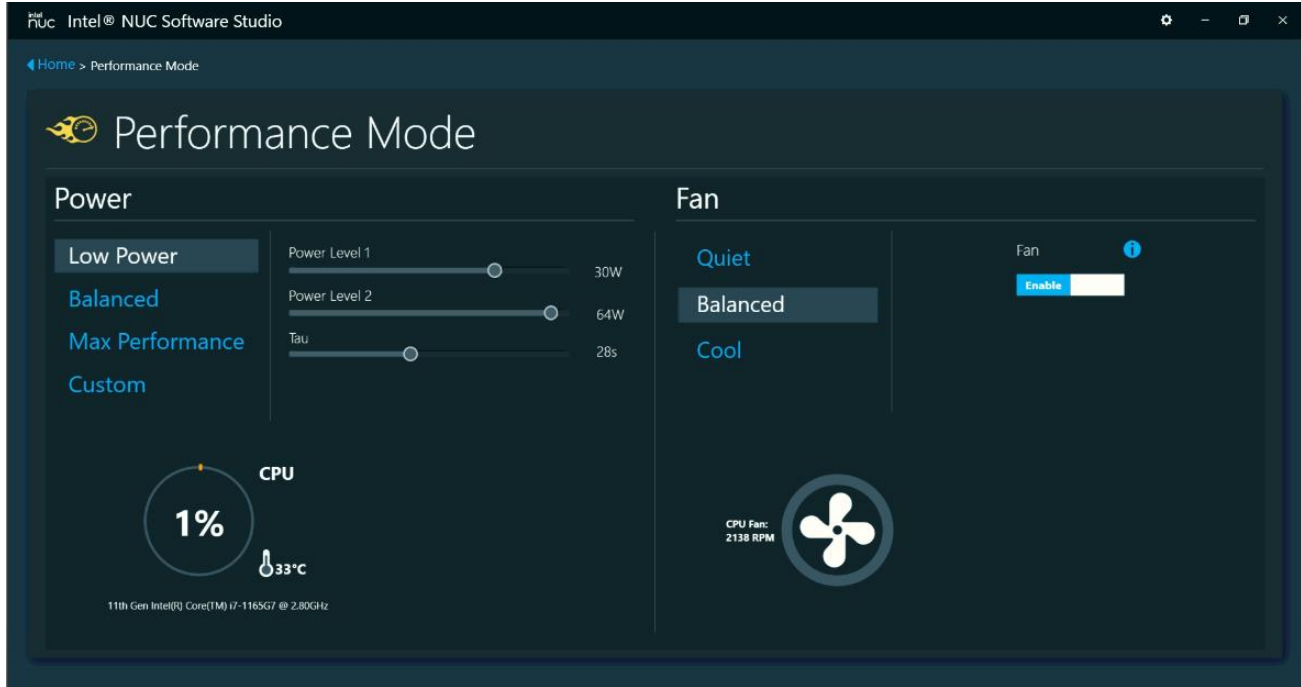 intel nuc Intel® NUC Software Studio
Home > Performance Mode
Performance Mode
Power
Low Power
Balanced
Max Performance
Custom
Power Level 1
30W
Power Level 2
64W
Tau
28s
CPU
1%
33°C
11th Gen Intel(R) Core(TM) i7-1165G7 @ 2.80GHz
Fan
Quiet
Balanced
Cool
Fan
Enable
CPU Fan:
2138 RPM